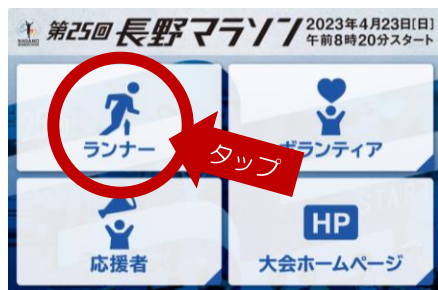 第25回 長野マラソン 2023年4月23日[日]
午前8時20分スタート
NAGANO
ランナー
タップ
ボランティア
応援者
HP
大会ホームページ